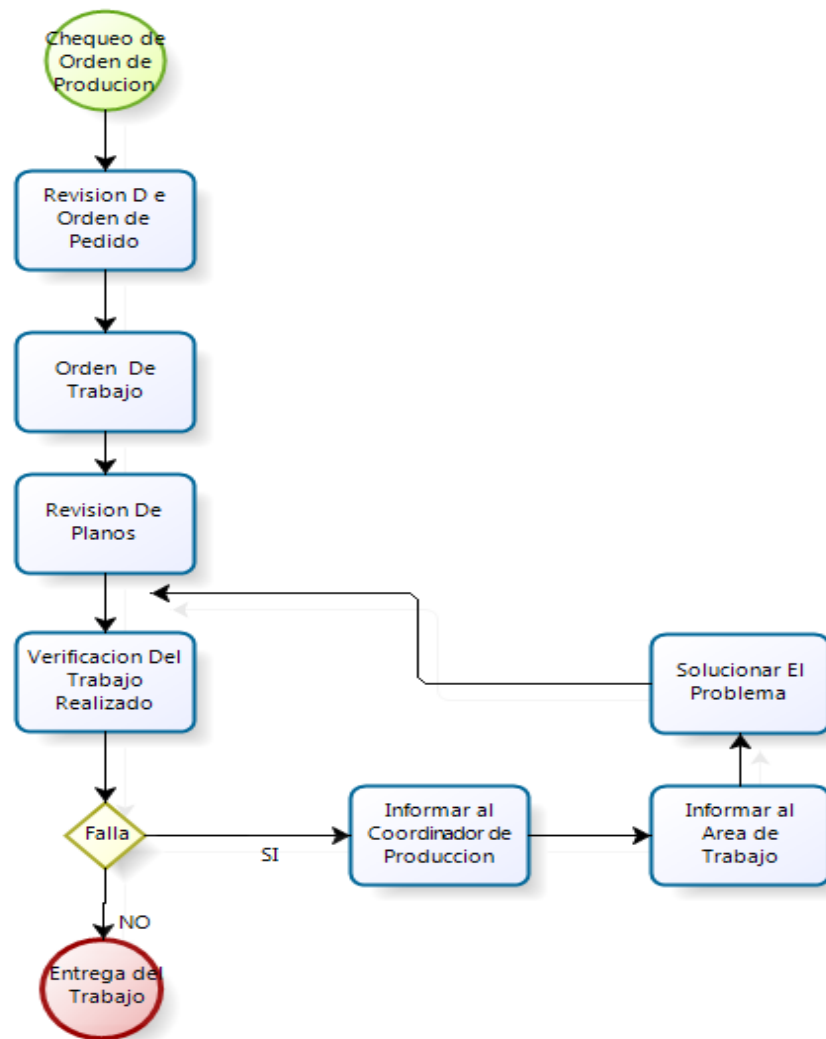 Chequeo de
Orden de
Producion
Revision D e
Orden de
Pedido
Orden De
Trabajo
Revision De
Planos
Verificacion Del
Trabajo
Realizado
Solucionar El
Problema
Falla
SI
Informar al
Coordinador de
Produccion
Informar al
Area de
Trabajo
NO
Entrega del
Trabajo